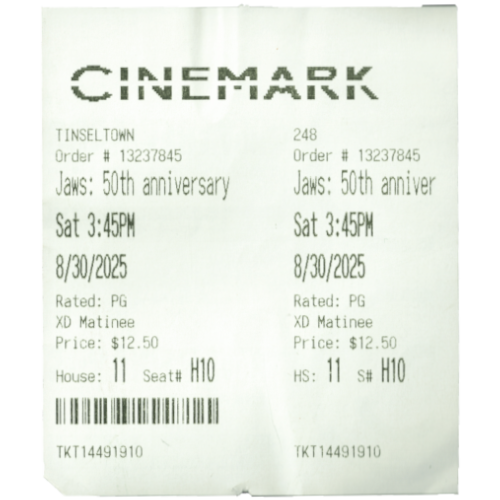 CINEMARK
TINSELTOWN 248
Order # 13237845 Order # 13237845
Jaws: 50th anniversary Jaws: 50th anniver
Sat 3:45PM Sat 3:45PM
8/30/2025 8/30/2025
Rated: PG Rated: PG
XD Matinee XD Matinee
Price: $12.50 Price: $12.50
House: 11 Seat# H10 HS: 11 S# H10
TKT14491910 TKT14491910